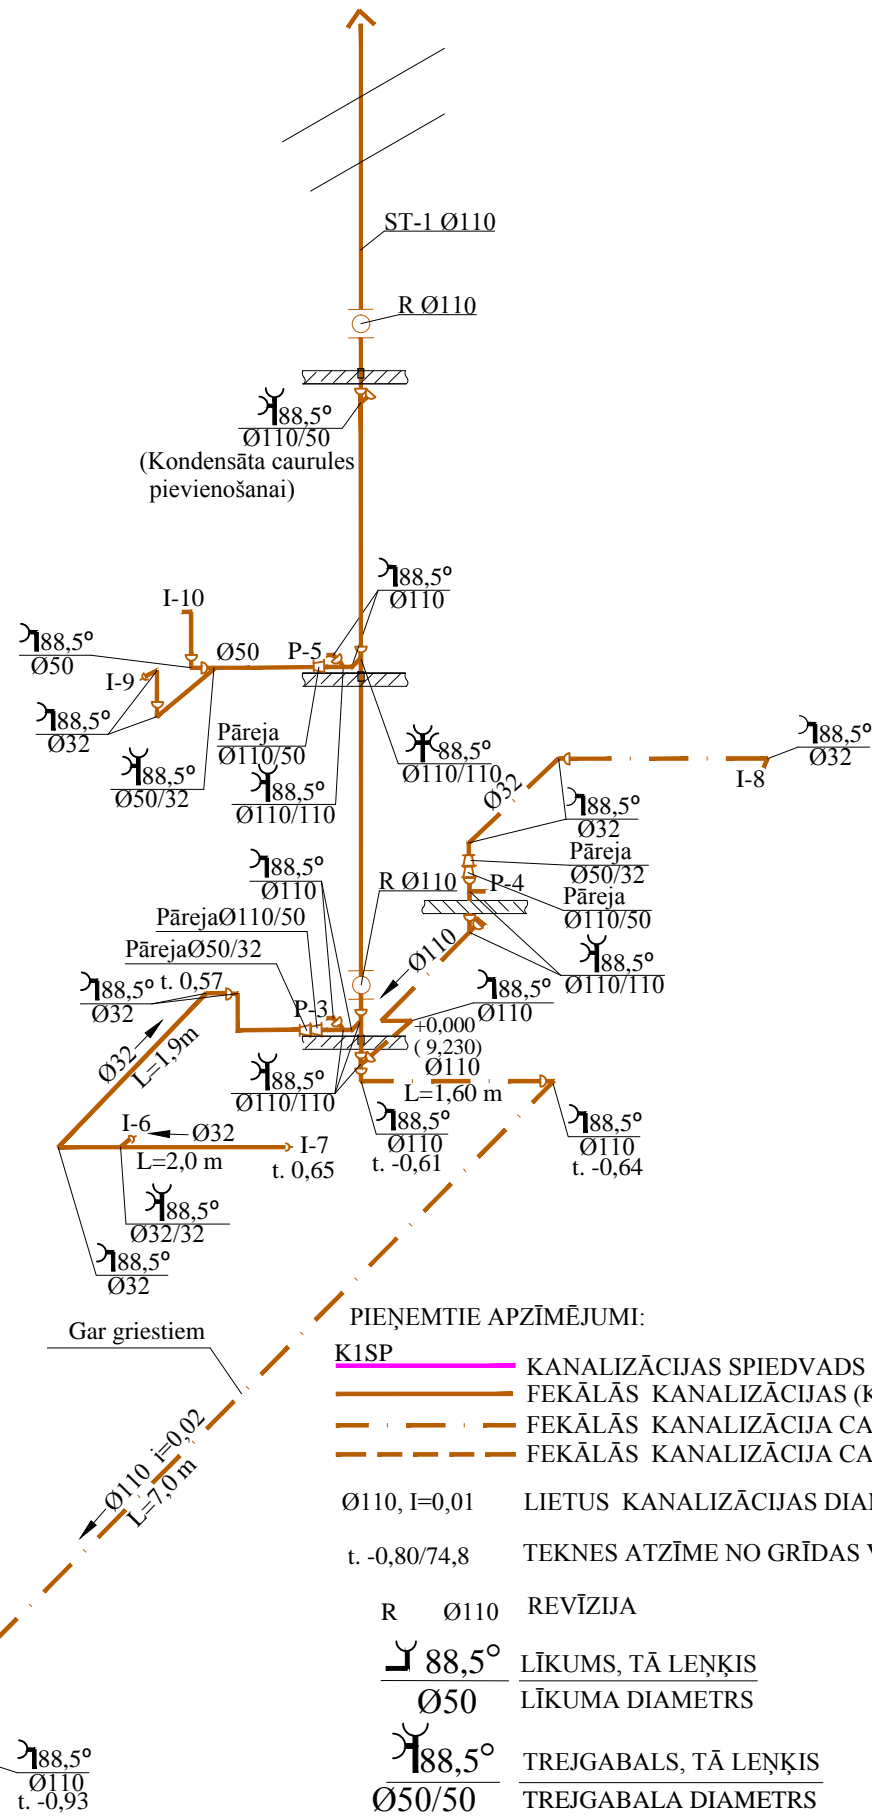 ST-1 Ø110
R Ø110
88,5°
Ø110/50
(Kondensāta caurules
pievienošanai)
88,5°
Ø110
I-10
88,5°
Ø50
Ø50
P-5
I-9
88,5°
Ø32
Pāreja
Ø110/50
88,5°
Ø50/32
88,5°
Ø110/110
88,5°
Ø110/110
88,5°
Ø32
I-8
Ø32
88,5°
Ø32
Pāreja
Ø50/32
Pāreja
Ø110/50
P-4
88,5°
Ø110
R Ø110
PārejaØ110/50
PārejaØ50/32
Ø110
88,5°
Ø110/110
t. 0,57
88,5°
Ø32
P-3
88,5°
Ø110
+0,000
( 9,230)
Ø110
L=1,60 m
Ø32
L=1,9m
88,5°
Ø110/110
I-6
Ø32
L=2,0 m
I-7
t. 0,65
88,5°
Ø110
t. -0,61
88,5°
Ø110
t. -0,64
88,5°
Ø32/32
88,5°
Ø32
Gar griestiem
Ø110 i=0,02
L=7,0 m
PIEŅEMTIE APZĪMĒJUMI:
K1SP
KANALIZĀCIJAS SPIEDVADS
FEKĀLĀS KANALIZĀCIJAS (K
FEKĀLĀS KANALIZĀCIJA CA
FEKĀLĀS KANALIZĀCIJA CA
Ø110, I=0,01 LIETUS KANALIZĀCIJAS DIA
t. -0,80/74,8 TEKNES ATZĪME NO GRĪDAS
R Ø110 REVĪZIJA
88,5° LĪKUMS, TĀ LEŅĶIS
Ø50 LĪKUMA DIAMETRS
88,5° TREJGABALS, TĀ LEŅĶIS
Ø50/50 TREJGABALA DIAMETRS
88,5°
Ø110
t. -0,93